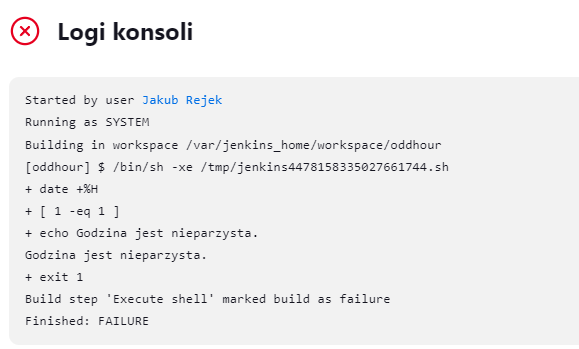 Logi konsoli
Started by user Jakub Rejek
Running as SYSTEM
Building in workspace /var/jenkins_home/workspace/oddhour
[oddhour] $ /bin/sh -xe /tmp/jenkins4478158335027661744.sh
+ date +%H
+ [ 1 -eq 1 ]
+ echo Godzina jest nieparzysta.
Godzina jest nieparzysta.
+ exit 1
Build step 'Execute shell' marked build as failure
Finished: FAILURE